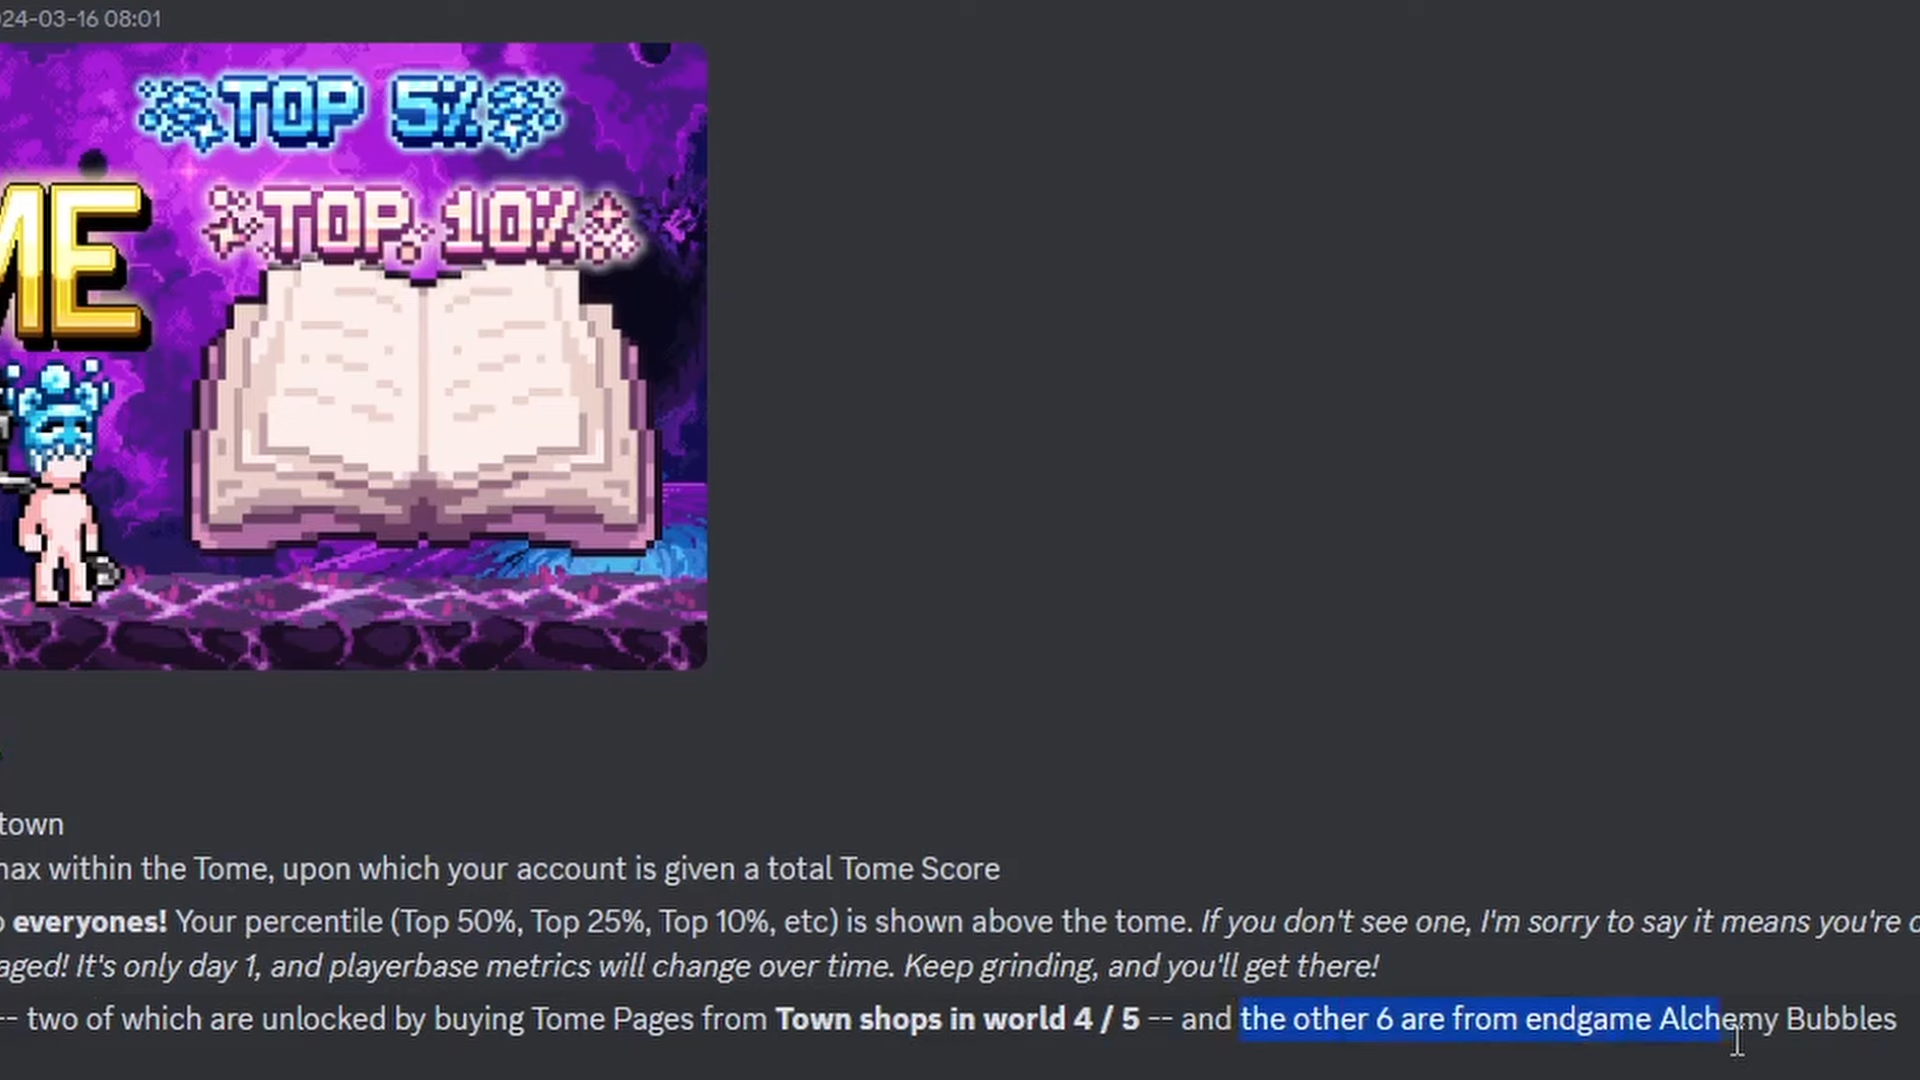 24-03-16 08:01
TOP 5%
TOP 10%
ME
town
max within the Tome, upon which your account is given a total Tome Score
everyones! Your percentile (Top 50%, Top 25%, Top 10%, etc) is shown above the tome. If you don't see one, I'm sorry to say it means you're
aged! It's only day 1, and playerbase metrics will change over time. Keep grinding, and you'll get there!
-- two of which are unlocked by buying Tome Pages from Town shops in world 4 / 5 -- and the other 6 are from endgame Alchemy Bubbles